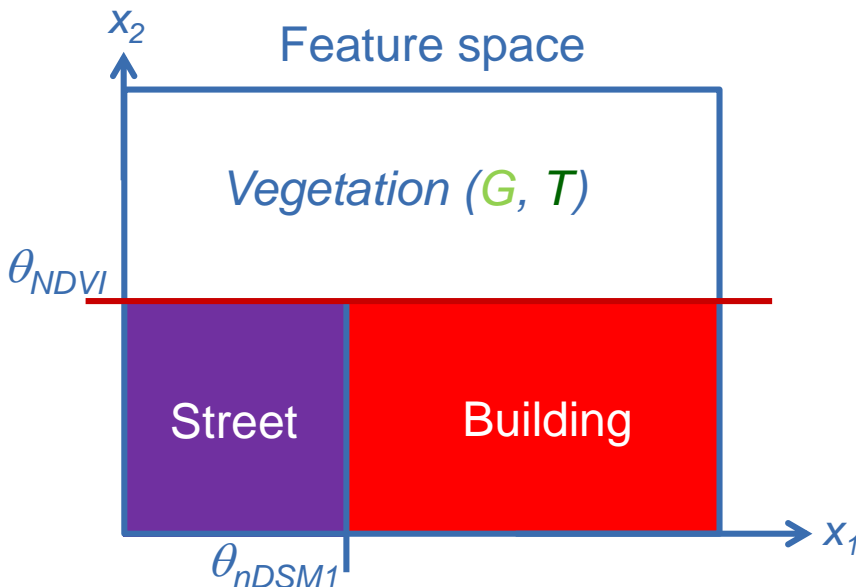 x2
Feature space
Vegetation (G, T)
θNDVI
Street
Building
x1
θnDSM1